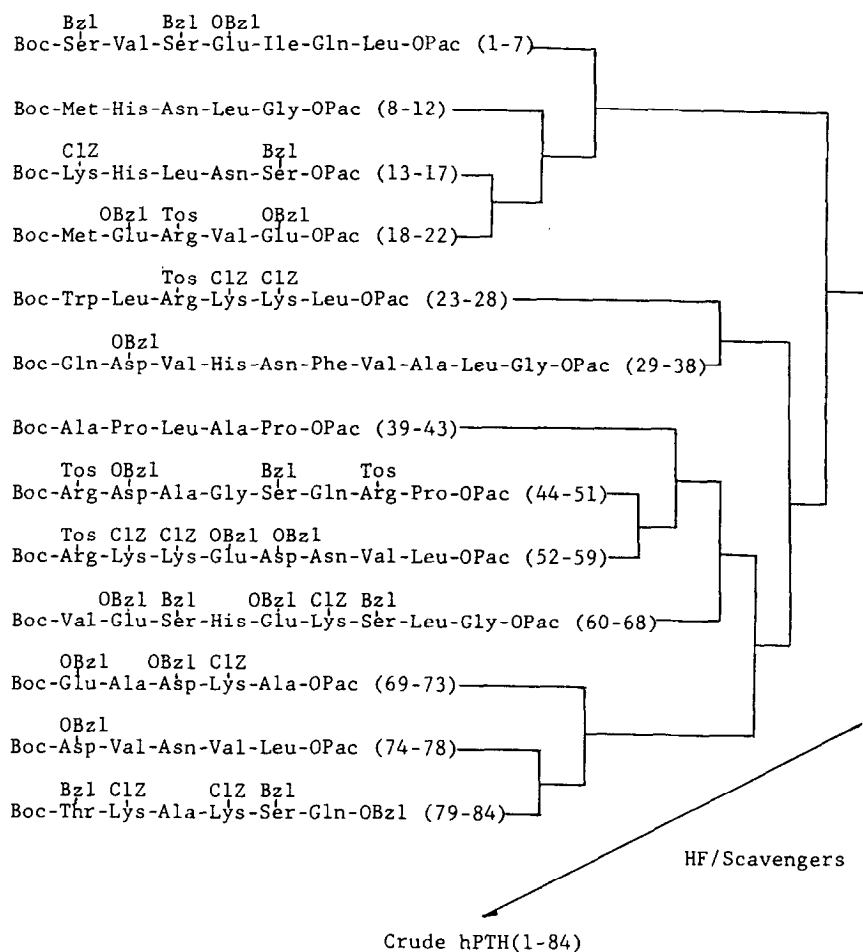 Bzl Bzl OBzl
Boc-Ser-Val-Ser-Glu-Ile-Gln-Leu-OPac (1-7)
Boc-Met-His-Asn-Leu-Gly-OPac (8-12)
ClZ Bzl
Boc-Lys-His-Leu-Asn-Ser-OPac (13-17)
OBzl Tos OBzl
Boc-Met-Glu-Arg-Val-Glu-OPac (18-22)
Tos ClZ ClZ
Boc-Trp-Leu-Arg-Lys-Lys-Leu-OPac (23-28)
OBzl
Boc-Gln-Asp-Val-His-Asn-Phe-Val-Ala-Leu-Gly-OPac (29-38)
Boc-Ala-Pro-Leu-Ala-Pro-OPac (39-43)
Tos OBzl Bzl Tos
Boc-Arg-Asp-Ala-Gly-Ser-Gln-Arg-Pro-OPac (44-51)
Tos ClZ ClZ OBzl OBzl
Boc-Arg-Lys-Lys-Glu-Asp-Asn-Val-Leu-OPac (52-59)
OBzl Bzl OBzl ClZ Bzl
Boc-Val-Glu-Ser-His-Glu-Lys-Ser-Leu-Gly-OPac (60-68)
OBzl OBzl ClZ
Boc-Glu-Ala-Asp-Lys-Ala-OPac (69-73)
OBzl
Boc-Asp-Val-Asn-Val-Leu-OPac (74-78)
Bzl ClZ ClZ Bzl
Boc-Thr-Lys-Ala-Lys-Ser-Gln-OBzl (79-84)
HF/Scavengers
Crude hPTH(1-84)